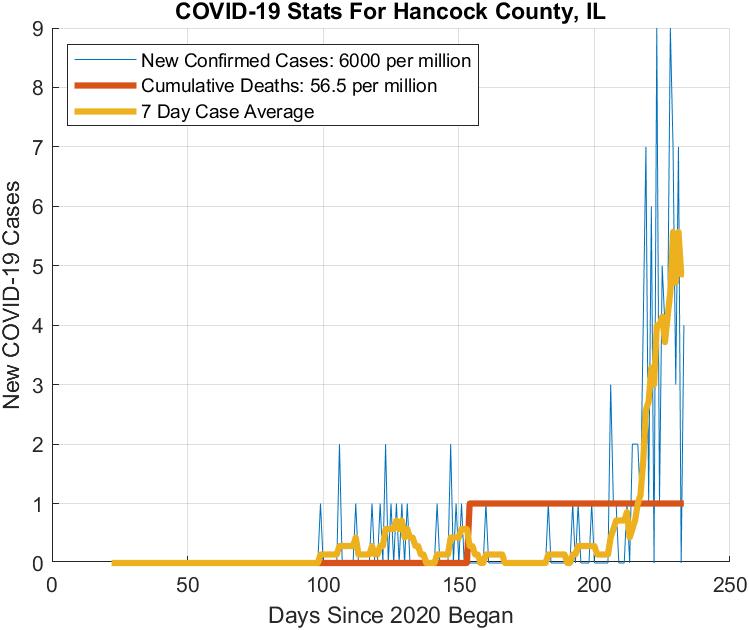 COVID-19 Stats For Hancock County, IL
New Confirmed Cases: 6000 per million
Cumulative Deaths: 56.5 per million
7 Day Case Average
New COVID-19 Cases
9
8
7
6
5
4
3
2
1
0
0 50 100 150 200 250
Days Since 2020 Began